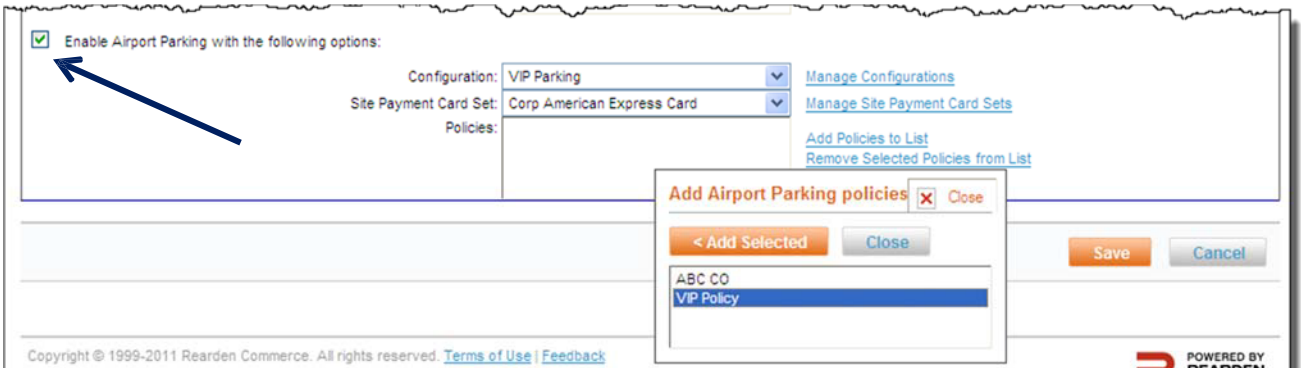 Enable Airport Parking with the following options:
Configuration: VIP Parking Manage Configurations
Site Payment Card Set: Corp American Express Card Manage Site Payment Card Sets
Policies:
Add Policies to List
Remove Selected Policies from List
Add Airport Parking policies Close
< Add Selected Close
ABC CO
VIP Policy
Save Cancel
Copyright © 1999-2011 Rearden Commerce. All rights reserved. Terms of Use | Feedback
POWERED BY
REARDEN